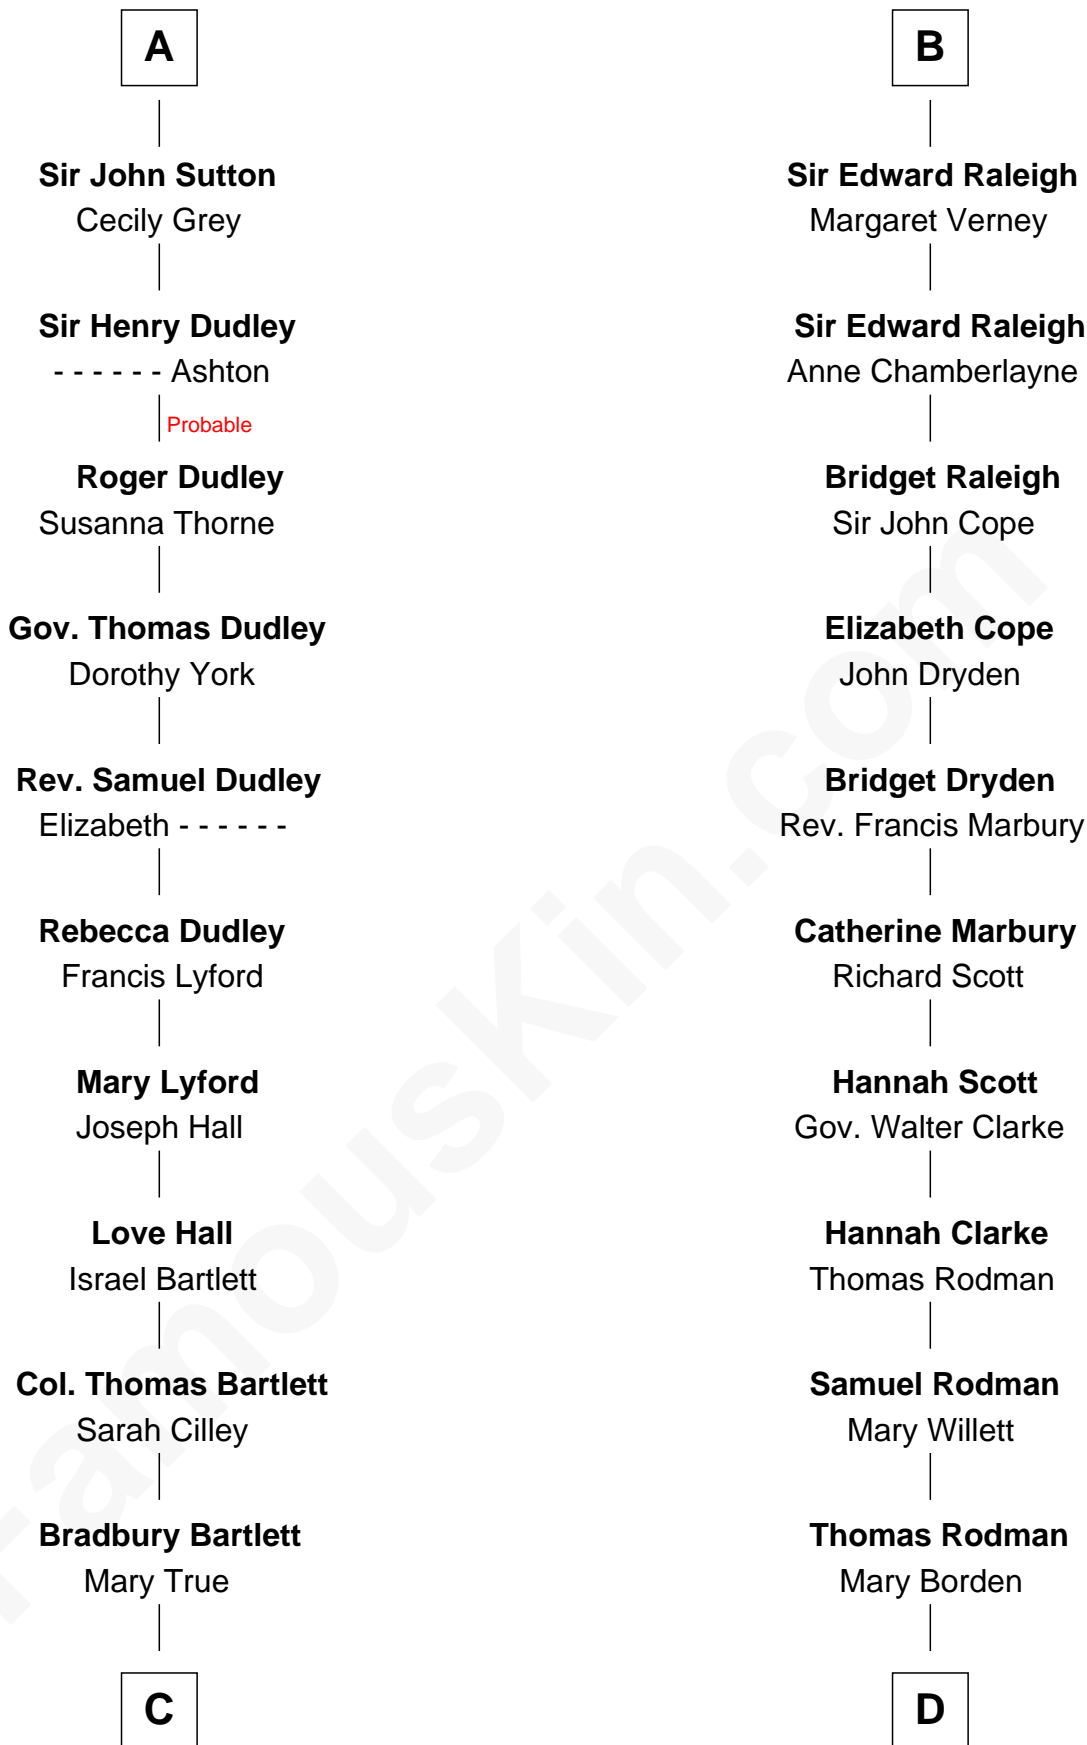 A
Sir John Sutton
Cecily Grey
Sir Henry Dudley
- - - - - - Ashton
Probable
Roger Dudley
Susanna Thorne
Gov. Thomas Dudley
Dorothy York
Rev. Samuel Dudley
Elizabeth - - - - - -
Rebecca Dudley
Francis Lyford
Mary Lyford
Joseph Hall
Love Hall
Israel Bartlett
Col. Thomas Bartlett
Sarah Cilley
Bradbury Bartlett
Mary True
C
B
Sir Edward Raleigh
Margaret Verney
Sir Edward Raleigh
Anne Chamberlayne
Bridget Raleigh
Sir John Cope
Elizabeth Cope
John Dryden
Bridget Dryden
Rev. Francis Marbury
Catherine Marbury
Richard Scott
Hannah Scott
Gov. Walter Clarke
Hannah Clarke
Thomas Rodman
Samuel Rodman
Mary Willett
Thomas Rodman
Mary Borden
D
FamousKin.com